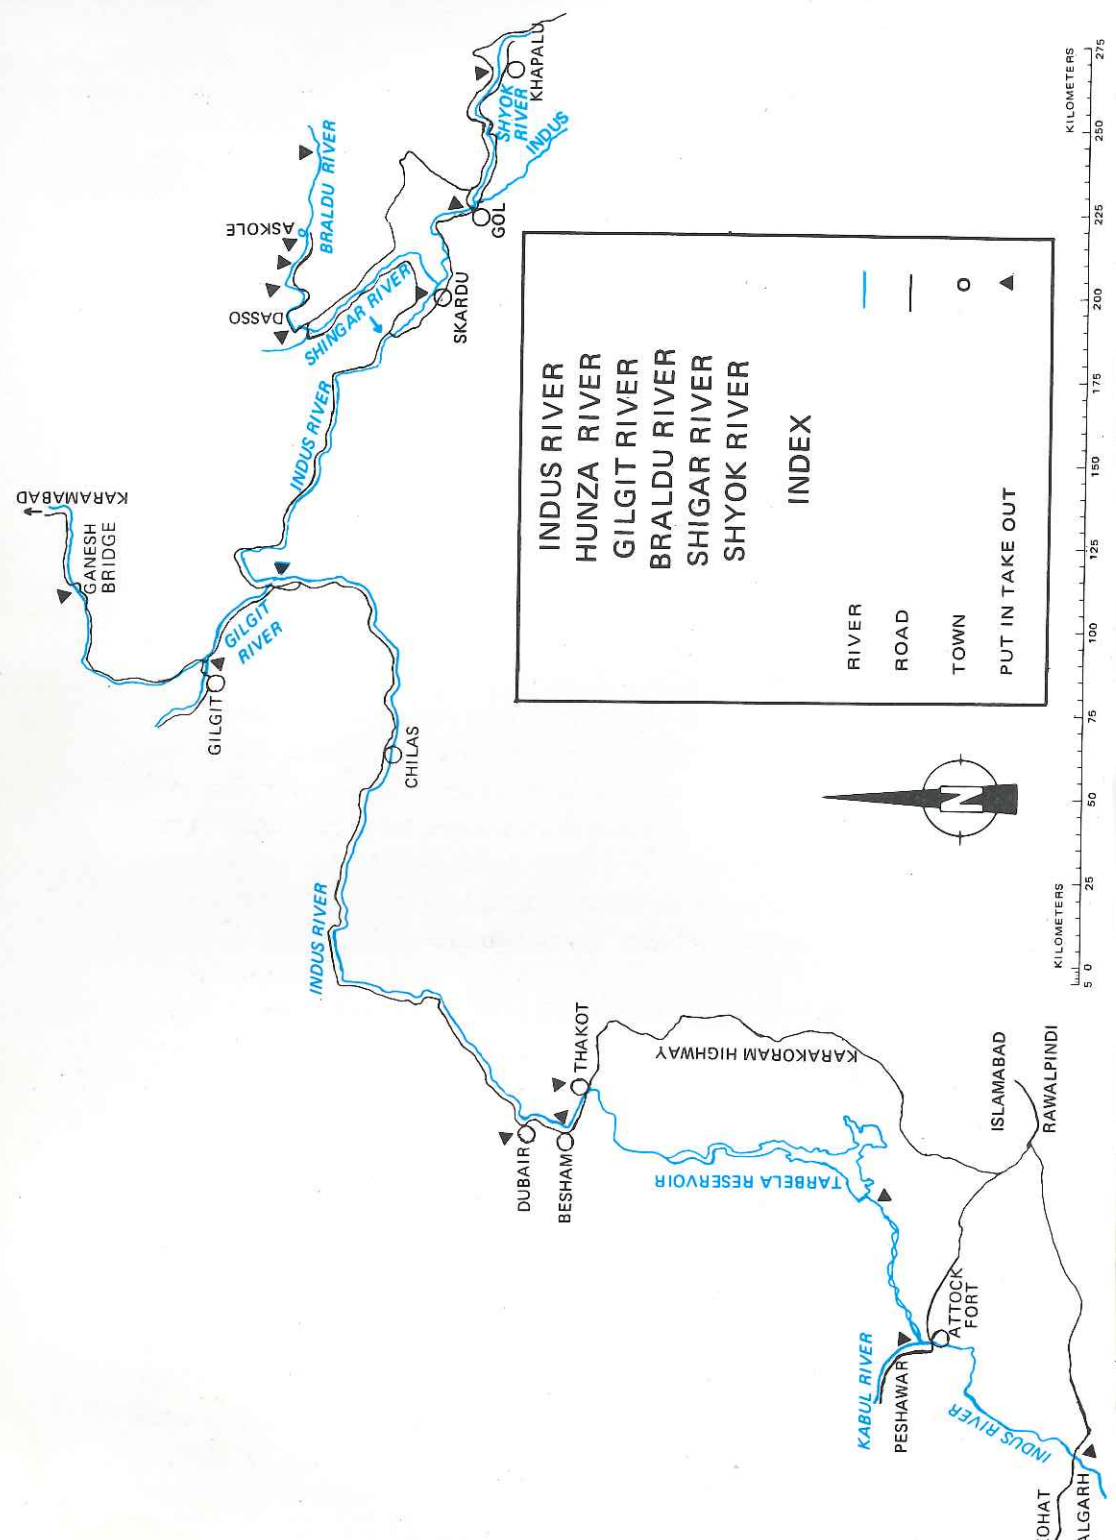 KARAMABAD
GANESH
BRIDGE
GILGIT
GILGIT
RIVER
INDUS RIVER
CHILAS
INDUS RIVER
DASSO
ASKOLE
BRALDU RIVER
SHINGAR RIVER
SKARDU
GOL
SHYOK
RIVER
KHAPALU
INDUS
DUBAIR
BESHAM
THAKOT
KARAKORAM HIGHWAY
TARBELA RESERVOIR
ISLAMABAD
RAWALPINDI
ATTOCK
FORT
KABUL RIVER
PESHAWAR
INDUS RIVER
OHAT
ALGARH
INDUS RIVER
HUNZA RIVER
GILGIT RIVER
BRALDU RIVER
SHIGAR RIVER
SHYOK RIVER
INDEX
RIVER
ROAD
TOWN
PUT IN TAKE OUT
N
KILOMETERS
KILOMETERS
5 0 25 50 75 100 125 150 175 200 225 250 275